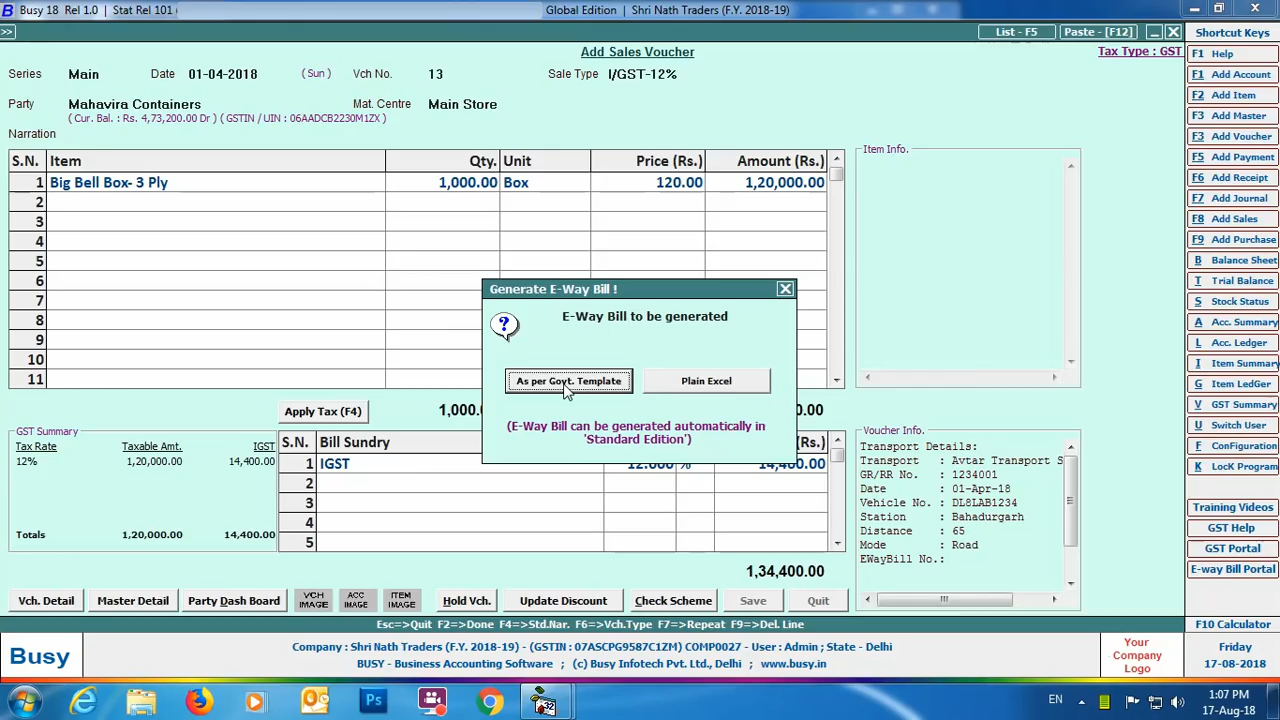 Busy 18 Rel 1.0 | Stat Rel 101
Global Edition | Shri Nath Traders (F.Y. 2018-19)
>>
List - F5
Paste - [F12]
Shortcut Keys
Add Sales Voucher
Tax Type : GST
Series Main Date 01-04-2018 ( Sun ) Vch No. 13 Sale Type I/GST-12%
Party Mahavira Containers Mat. Centre Main Store
( Cur. Bal : Rs. 4,73,200.00 Dr ) ( GSTIN / UIN : 06AADCB2230M1ZX )
Narration
S.N. Item Qty. Unit Price (Rs.) Amount (Rs.)
1 Big Bell Box- 3 Ply 1,000.00 Box 120.00 1,20,000.00
2
3
4
5
6
7
8
9
10
11
Item Info.
Generate E-Way Bill !
E-Way Bill to be generated
As per Govt. Template
Plain Excel
(E-Way Bill can be generated automatically in
'Standard Edition')
Apply Tax (F4)
GST Summary
Tax Rate Taxable Amt. IGST
12% 1,20,000.00 14,400.00
Totals 1,20,000.00 14,400.00
S.N. Bill Sundry (Rs.)
1 IGST 12.000 % 14,400.00
2
3
4
5
1,34,400.00
Voucher Info.
Transport Details:
Transport : Avtar Transport S
GR/RR No. : 1234001
Date : 01-Apr-18
Vehicle No. : DL8LAB1234
Station : Bahadurgarh
Distance : 65
Mode : Road
EWayBill No.:
Vch. Detail
Master Detail
Party Dash Board
VCH IMAGE
ACC IMAGE
ITEM IMAGE
Hold Vch.
Update Discount
Check Scheme
Save
Quit
Esc=>Quit F2=>Done F4=>Std.Nar. F6=>Vch.Type F7=>Repeat F9=>Del. Line
F1 Help
F1 Add Account
F2 Add Item
F3 Add Master
F3 Add Voucher
F5 Add Payment
F6 Add Receipt
F7 Add Journal
F8 Add Sales
F9 Add Purchase
B Balance Sheet
T Trial Balance
S Stock Status
A Acc. Summary
L Acc. Ledger
I Item Summary
G Item LedGer
V GST Summary
U Switch User
F ConFiguration
K LocK Program
Training Videos
GST Help
GST Portal
E-way Bill Portal
F10 Calculator
Busy
Company : Shri Nath Traders (F.Y. 2018-19) - (GSTIN : 07ASCPG9587C1ZM) COMP0027 - User : Admin ; State - Delhi
BUSY - Business Accounting Software ; (c) Busy Infotech Pvt. Ltd., Delhi ; www.busy.in
Your
Company
Logo
Friday
17-08-2018
Ps
32
EN
1:07 PM
17-Aug-18